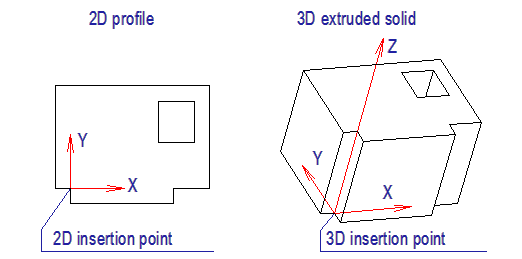 2D profile
3D extruded solid
Z
Y
X
Y
X
2D insertion point
3D insertion point